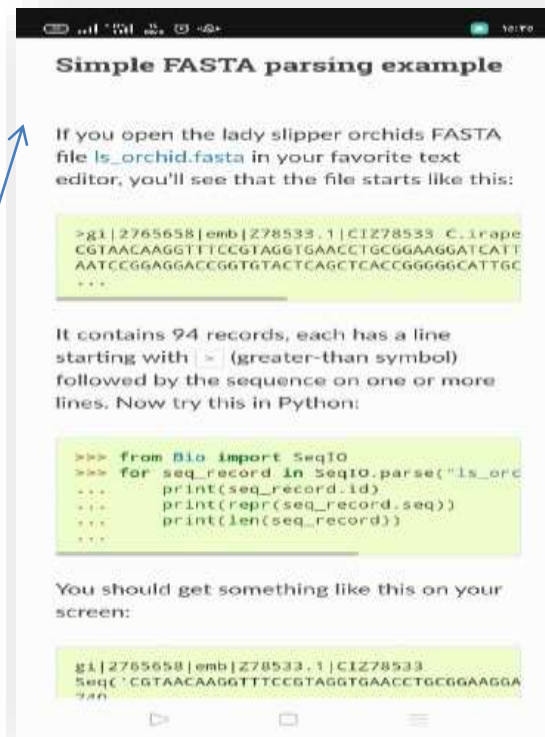 Simple FASTA parsing example
If you open the lady slipper orchids FASTA
file ls_orchid.fasta in your favorite text
editor, you'll see that the file starts like this:
>gi|2765658|emb|Z78533.1|CIZ78533 C.irape
CGTAACAAGGTTTCCGTAGGTGAACCTGCGGAAGGATCATT
AATCCGGAGGACCGGTGTACTCAGCTCACCGGGGGCATTGC
...
It contains 94 records, each has a line
starting with > (greater-than symbol)
followed by the sequence on one or more
lines. Now try this in Python:
>>> from Bio import SeqIO
>>> for seq_record in SeqIO.parse("ls_orc
...     print(seq_record.id)
...     print(repr(seq_record.seq))
...     print(len(seq_record))
...
You should get something like this on your
screen:
gi|2765658|emb|Z78533.1|CIZ78533
Seq('CGTAACAAGGTTTCCGTAGGTGAACCTGCGGAAGGA
740